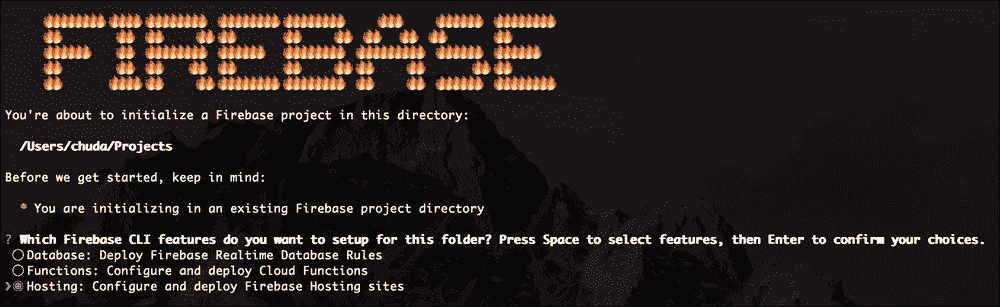 FIREBASE
You're about to initialize a Firebase project in this directory:
/Users/chuda/Projects
Before we get started, keep in mind:
* You are initializing in an existing Firebase project directory
? Which Firebase CLI features do you want to setup for this folder? Press Space to select features, then Enter to confirm your choices.
◯Database: Deploy Firebase Realtime Database Rules
◯Functions: Configure and deploy Cloud Functions
❯◉Hosting: Configure and deploy Firebase Hosting sites